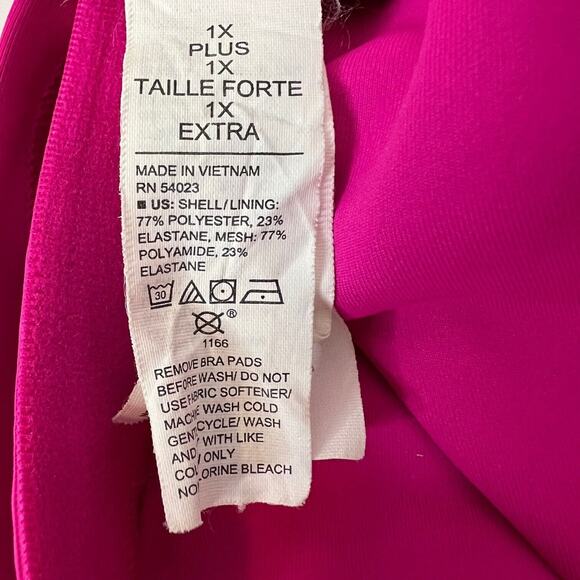 1X
PLUS
1X
TAILLE FORTE
1X
EXTRA
MADE IN VIETNAM
RN 54023
US: SHELL/LINING:
77% POLYESTER, 23%
ELASTANE, MESH: 77%
POLYAMIDE, 23%
ELASTANE
30
®
1166
REMOVE BRA PADS
BEFORE WASH/ DO NOT
USE FABRIC SOFTENER/
MACHINE WASH COLD
GENTLE CYCLE/ WASH
AND WITH LIKE
ONLY
BLEACH